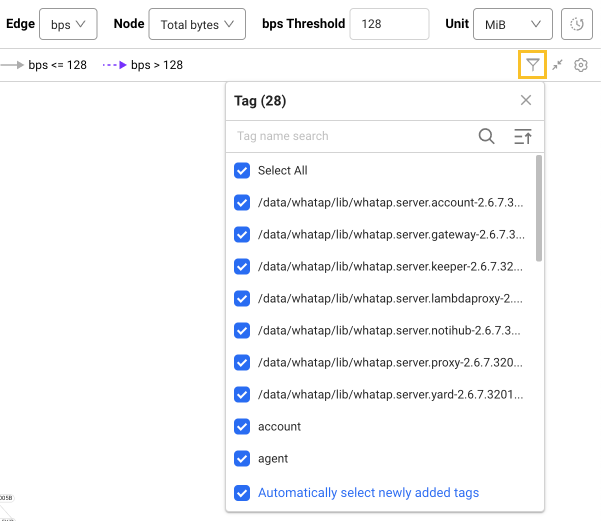 Edge bps Node Total bytes bps Threshold 128 Unit MiB
bps <= 128 bps > 128
Tag (28)
Tag name search
Select All
/data/whatap/lib/whatap.server.account-2.6.7.3...
/data/whatap/lib/whatap.server.gateway-2.6.7.3...
/data/whatap/lib/whatap.server.keeper-2.6.7.32...
/data/whatap/lib/whatap.server.lambdaproxy-2....
/data/whatap/lib/whatap.server.notihub-2.6.7.3...
/data/whatap/lib/whatap.server.proxy-2.6.7.320...
/data/whatap/lib/whatap.server.yard-2.6.7.3201...
account
agent
Automatically select newly added tags